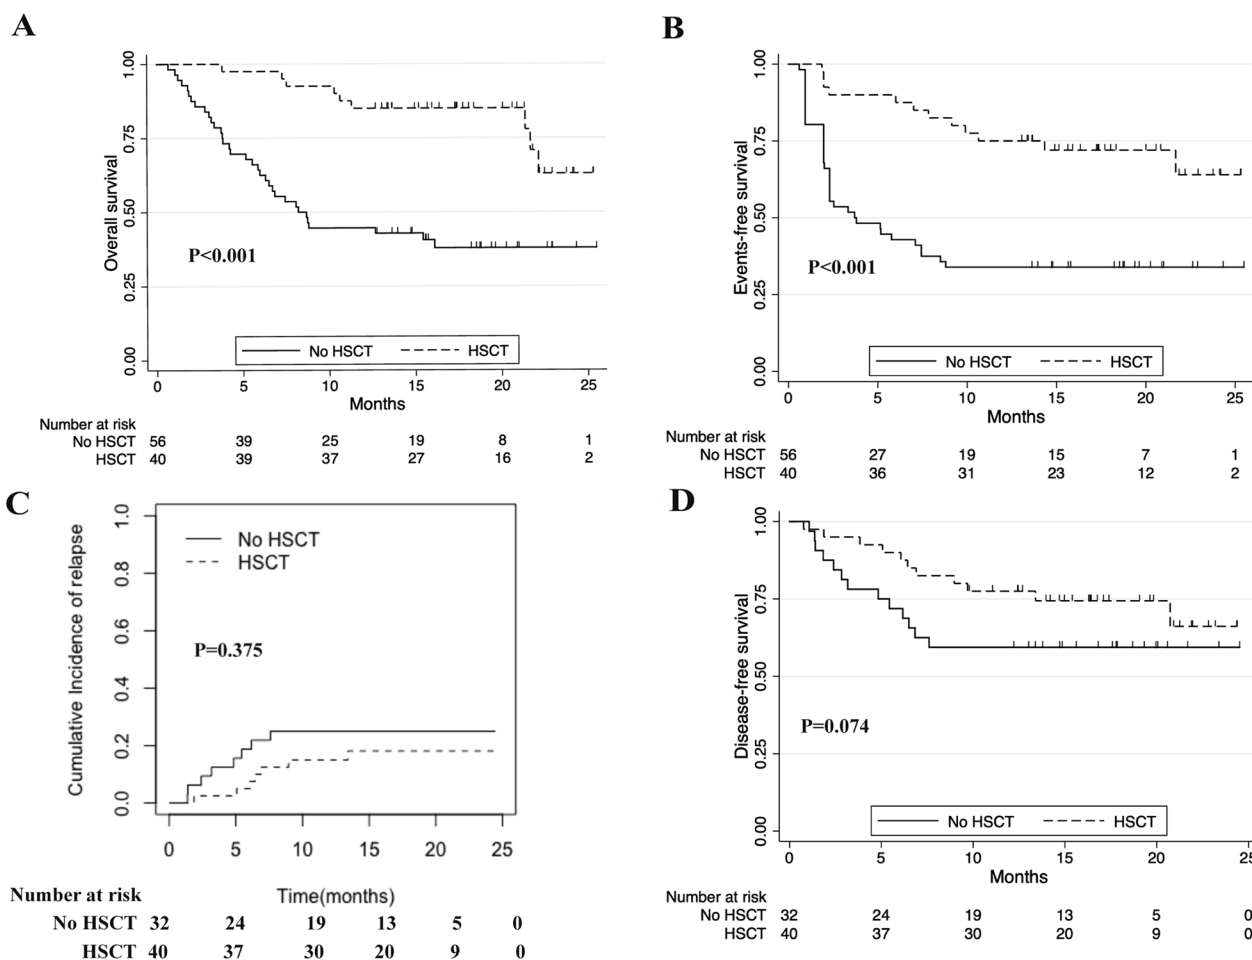 A
Overall survival
1.00
0.75
0.50
0.25
0.00
P<0.001
No HSCT
HSCT
0 5 10 15 20 25
Months
Number at risk
No HSCT 56 39 25 19 8 1
HSCT 40 39 37 27 16 2
B
Events-free survival
1.00
0.75
0.50
0.25
0.00
P<0.001
No HSCT
HSCT
0 5 10 15 20 25
Months
Number at risk
No HSCT 56 27 19 15 7 1
HSCT 40 36 31 23 12 2
C
Cumulative Incidence of relapse
1.0
0.8
0.6
0.4
0.2
0.0
No HSCT
HSCT
P=0.375
0 5 10 15 20 25
Time(months)
Number at risk
No HSCT 32 24 19 13 5 0
HSCT 40 37 30 20 9 0
D
Disease-free survival
1.00
0.75
0.50
0.25
0.00
P=0.074
No HSCT
HSCT
0 5 10 15 20 25
Months
Number at risk
No HSCT 32 24 19 13 5 0
HSCT 40 37 30 20 9 0